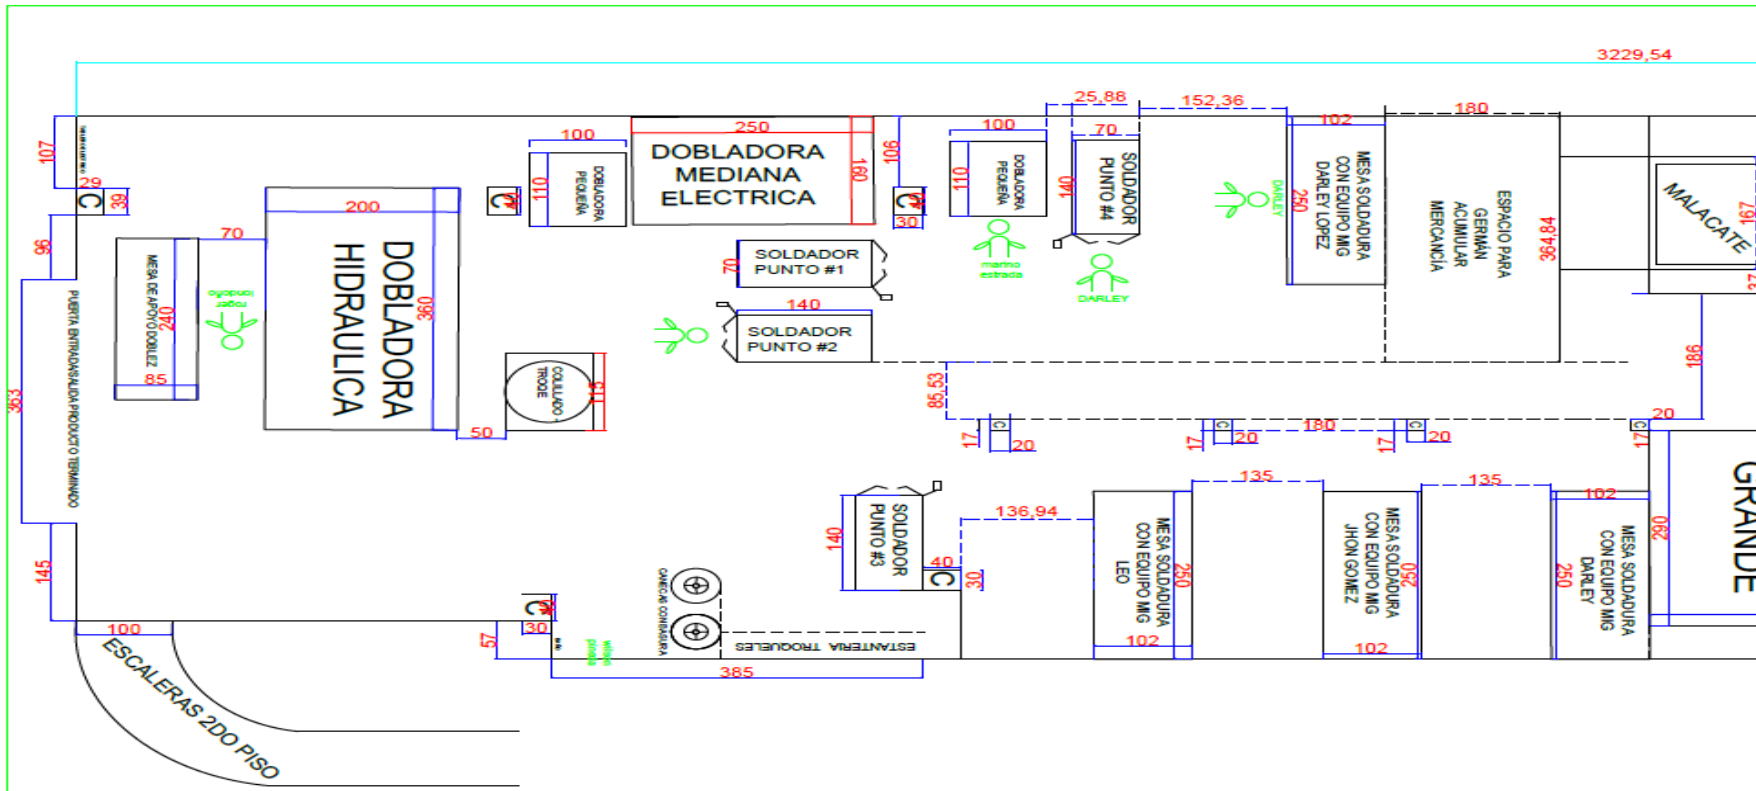 3229,54
25,88
152,36
180
107
100
250
106
100
70
102
DOBLADORA
MEDIANA
ELECTRICA
160
DOBLADORA
PEQUEÑA
110
DOBLADORA
PEQUEÑA
110
SOLDADOR
PUNTO #4
140
MESA SOLDADURA
CON EQUIPO MIG
DARLEY LOPEZ
250
DARLEY
ESPACIO PARA
GERMÁN
ACUMULAR
MERCANCÍA
364,84
MALACATE
167
29
C
39
200
C
C
30
96
70
DOBLADORA
HIDRAULICA
360
MESA DE APOYO DOBLEZ
240
85
roger
londoño
SOLDADOR
PUNTO #1
70
140
SOLDADOR
PUNTO #2
marino
estrada
DARLEY
186
PUERTA ENTRADA/SALIDA PRODUCTO TERMINADO
363
115
50
85,53
C
17
20
C
17
20
180
C
17
20
C
17
20
135
135
136,94
SOLDADOR
PUNTO #3
140
40
C
30
MESA SOLDADURA
CON EQUIPO MIG
LEO
250
102
MESA SOLDADURA
CON EQUIPO MIG
JHON GOMEZ
250
102
102
MESA SOLDADURA
CON EQUIPO MIG
DARLEY
250
290
GRANDE
145
C
30
57
100
ESCALERAS 2DO PISO
ESTANTERIA TROQUELES
385